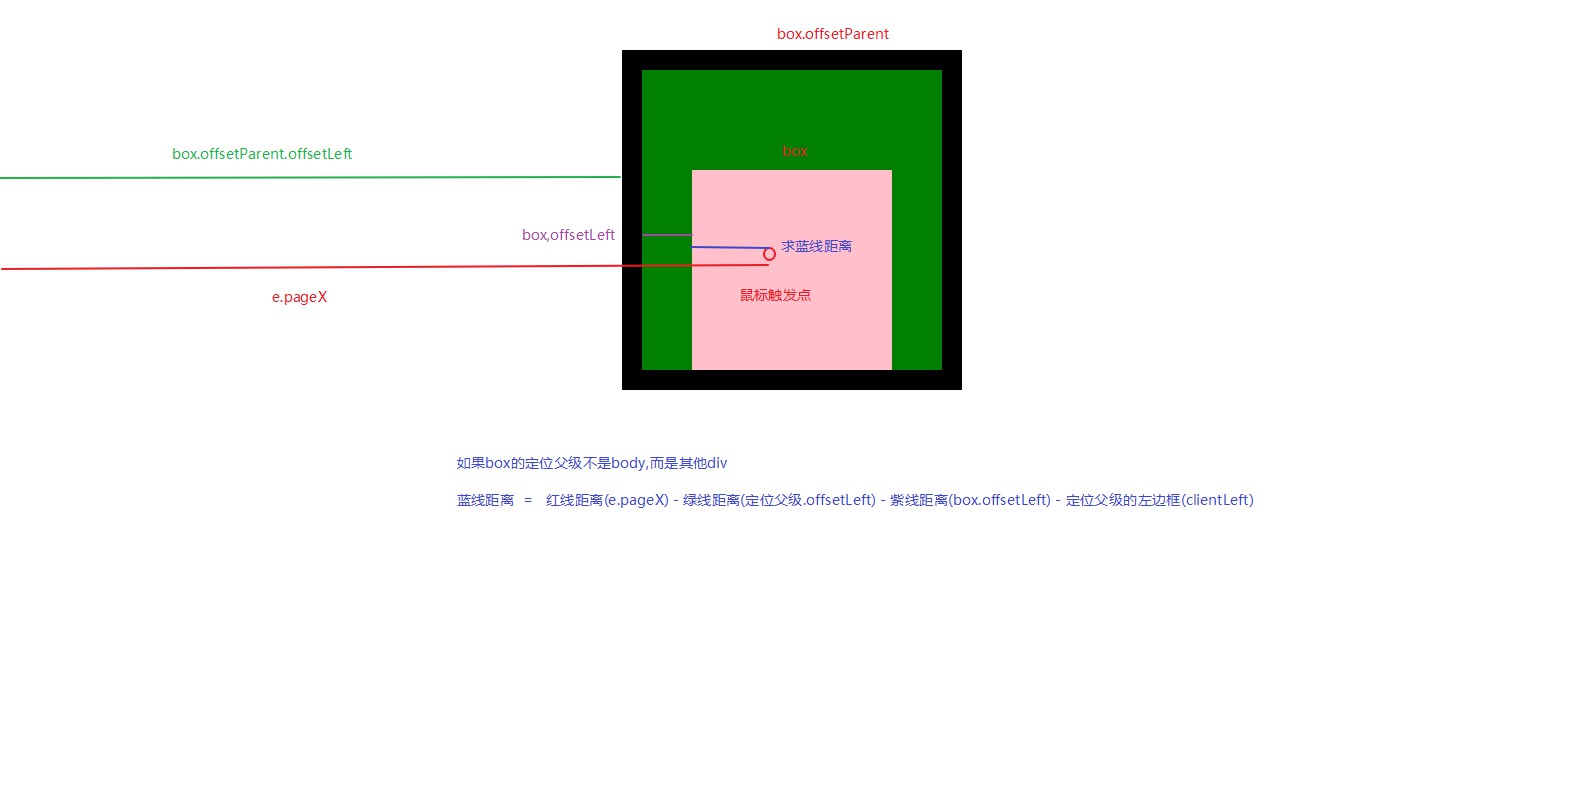 box.offsetParent
box
box.offsetParent.offsetLeft
box,offsetLeft
求蓝线距离
e.pageX
鼠标触发点
如果box的定位父级不是body,而是其他div
蓝线距离 = 红线距离(e.pageX) - 绿线距离(定位父级.offsetLeft) - 紫线距离(box.offsetLeft) - 定位父级的左边框(clientLeft)